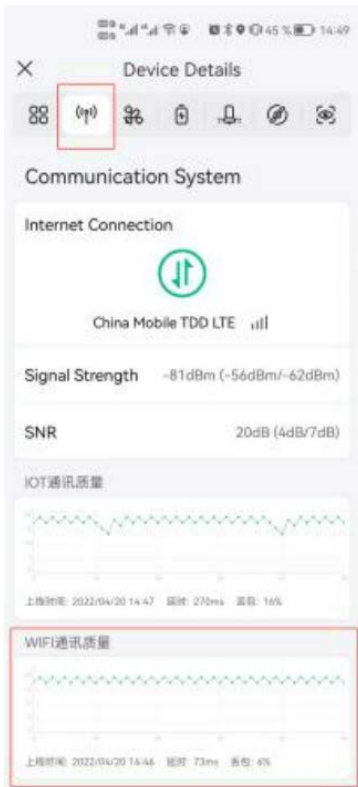 45 % 14:49
Device Details
Communication System
Internet Connection
China Mobile TDD LTE
Signal Strength -81dBm (-56dBm/-62dBm)
SNR 20dB (4dB/7dB)
IOT通讯质量
上线时间: 2022/04/20 14:47 延时: 270ms 丢包: 16%
WIFI通讯质量
上线时间: 2022/04/20 14:46 延时: 73ms 丢包: 6%